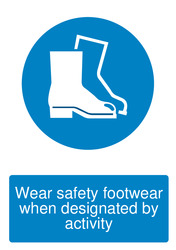 Wear safety footwear
when designated by
activity